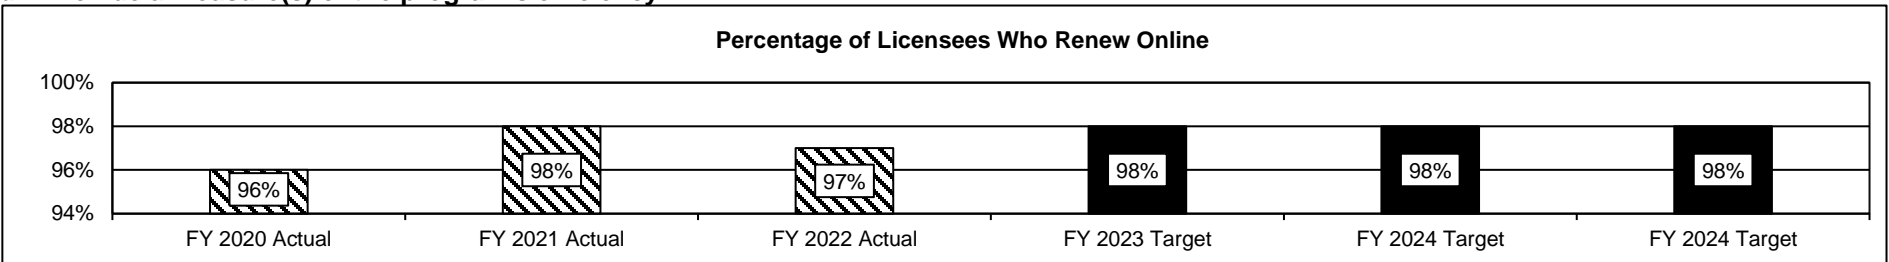 Percentage of Licensees Who Renew Online
100%
98%
96%
94%
96%
98%
97%
98%
98%
98%
FY 2020 Actual
FY 2021 Actual
FY 2022 Actual
FY 2023 Target
FY 2024 Target
FY 2024 Target